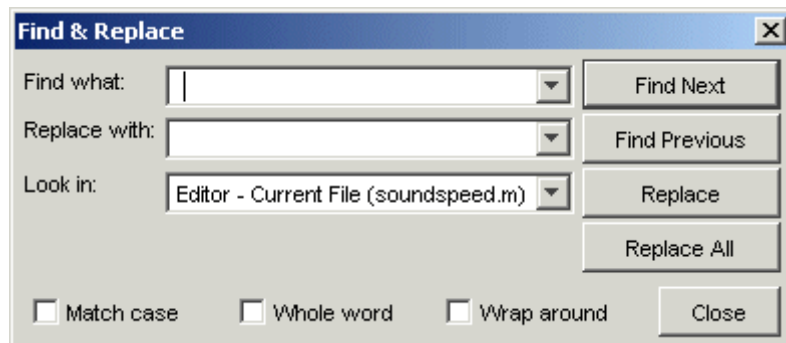 Find & Replace
Find what:
Find Next
Replace with:
Find Previous
Look in:
Editor - Current File (soundspeed.m)
Replace
Replace All
Match case
Whole word
Wrap around
Close